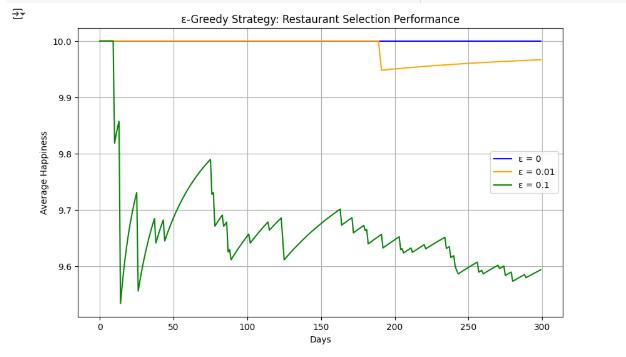 ε-Greedy Strategy: Restaurant Selection Performance
10.0
9.9
9.8
9.7
9.6
Average Happiness
ε = 0
ε = 0.01
ε = 0.1
0
50
100
150
200
250
300
Days